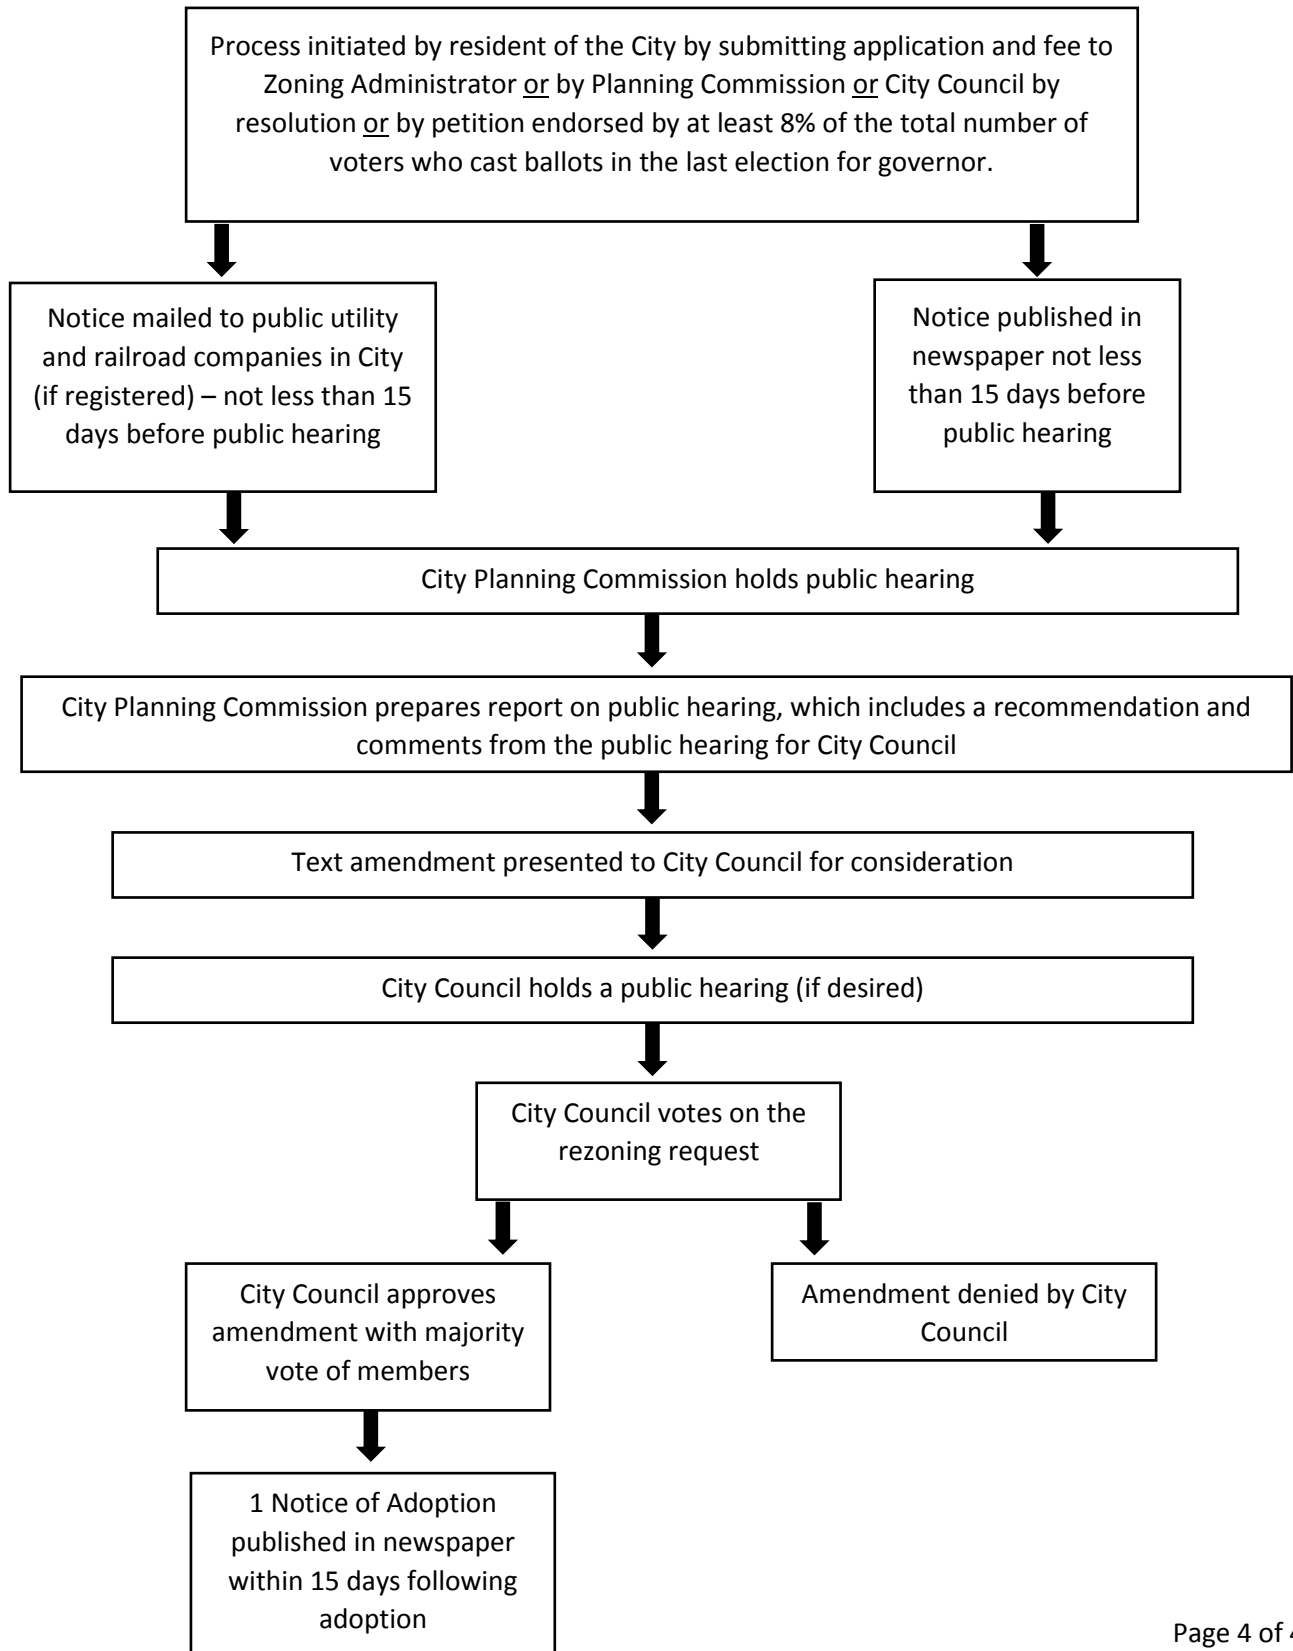 Process initiated by resident of the City by submitting application and fee to
Zoning Administrator or by Planning Commission or City Council by
resolution or by petition endorsed by at least 8% of the total number of
voters who cast ballots in the last election for governor.
Notice mailed to public utility
and railroad companies in City
(if registered) – not less than 15
days before public hearing
Notice published in
newspaper not less
than 15 days before
public hearing
City Planning Commission holds public hearing
City Planning Commission prepares report on public hearing, which includes a recommendation and
comments from the public hearing for City Council
Text amendment presented to City Council for consideration
City Council holds a public hearing (if desired)
City Council votes on the
rezoning request
City Council approves
amendment with majority
vote of members
Amendment denied by City
Council
1 Notice of Adoption
published in newspaper
within 15 days following
adoption
Page 4 of 4